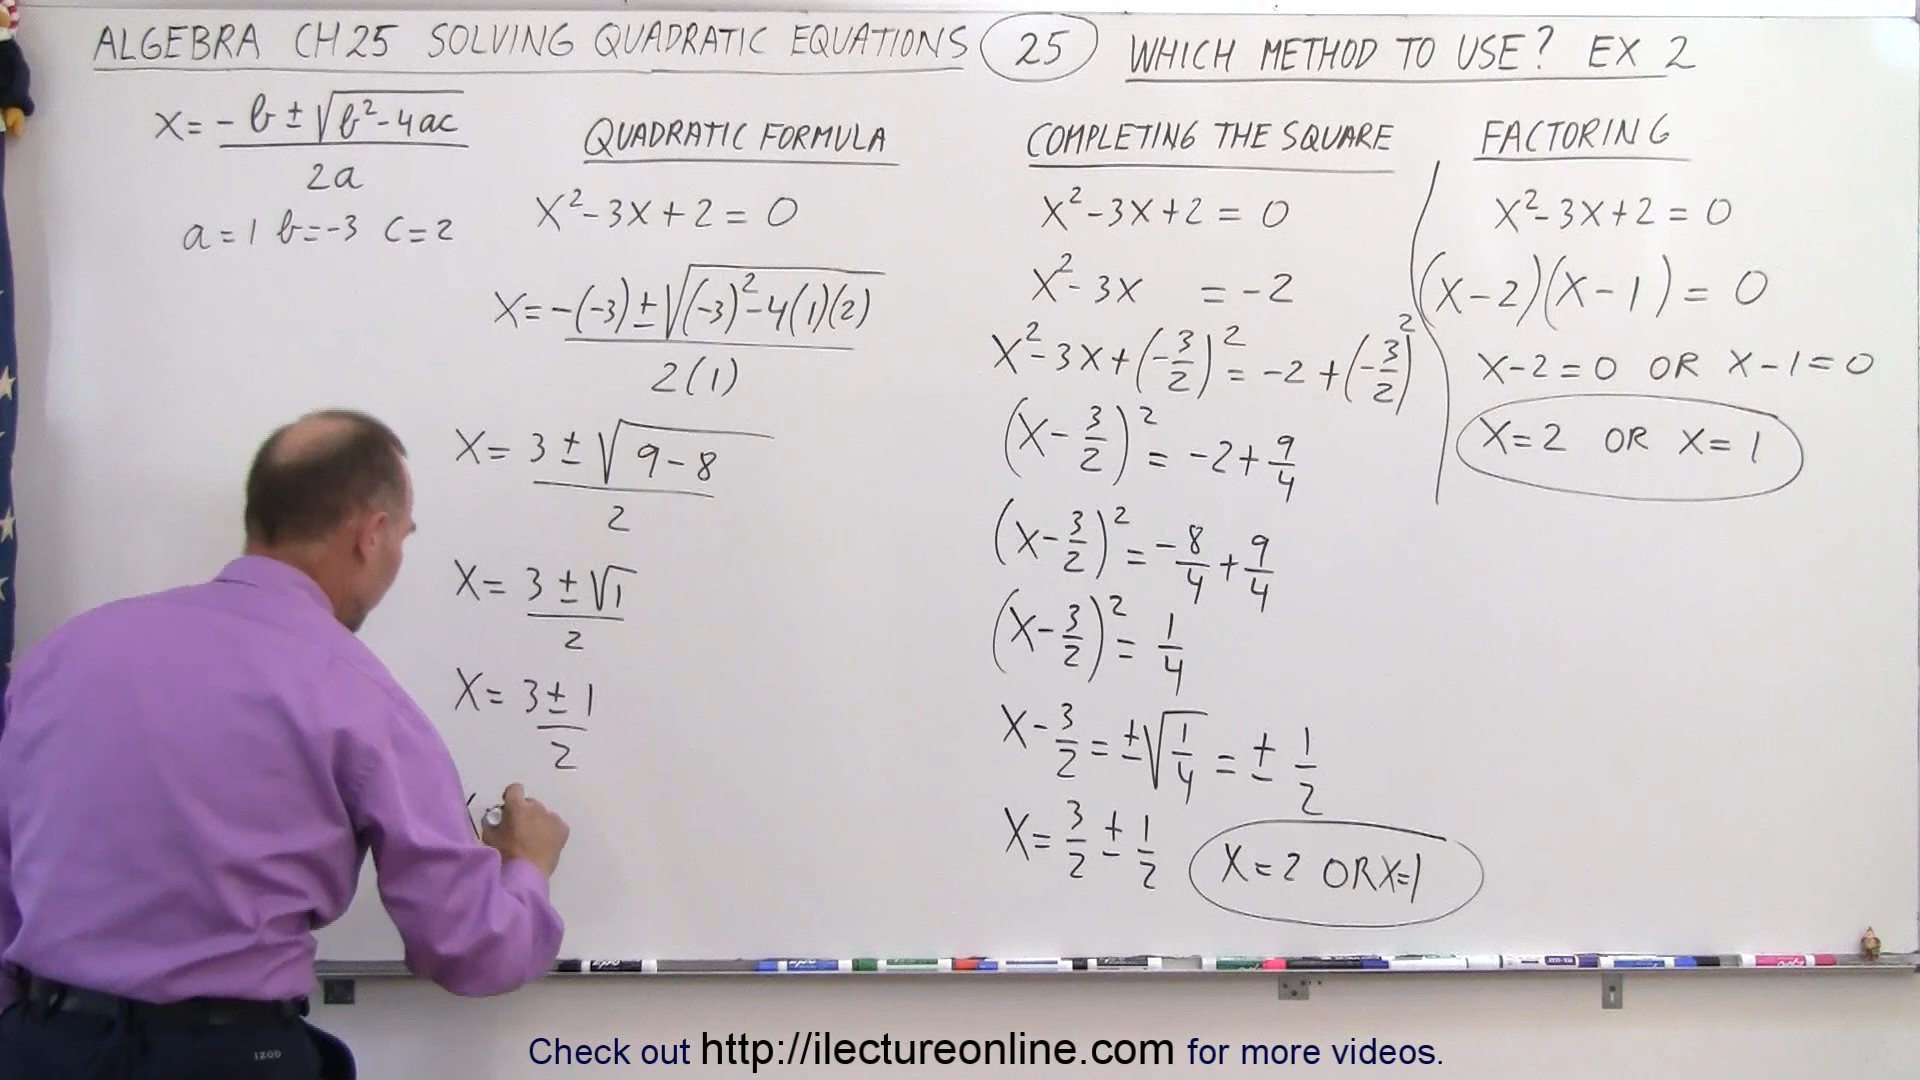 ALGEBRA CH 25 SOLVING QUADRATIC EQUATIONS 25 WHICH METHOD TO USE? EX 2
x = -b ± √b² - 4ac
2a
a = 1 b = -3 c = 2
QUADRATIC FORMULA
x² - 3x + 2 = 0
x = -(-3) ± √(-3)² - 4(1)(2)
2(1)
x = 3 ± √9 - 8
2
x = 3 ± √1
2
x = 3 ± 1
2
COMPLETING THE SQUARE
x² - 3x + 2 = 0
x² - 3x = -2
x² - 3x + (-3/2)² = -2 + (-3/2)²
(x - 3/2)² = -2 + 9/4
(x - 3/2)² = -8/4 + 9/4
(x - 3/2)² = 1/4
x - 3/2 = ±√1/4 = ± 1/2
x = 3/2 ± 1/2
x = 2 OR x = 1
FACTORING
x² - 3x + 2 = 0
(x - 2)(x - 1) = 0
x - 2 = 0 OR x - 1 = 0
x = 2 OR x = 1
IZOD
Check out http://ilectureonline.com for more videos.